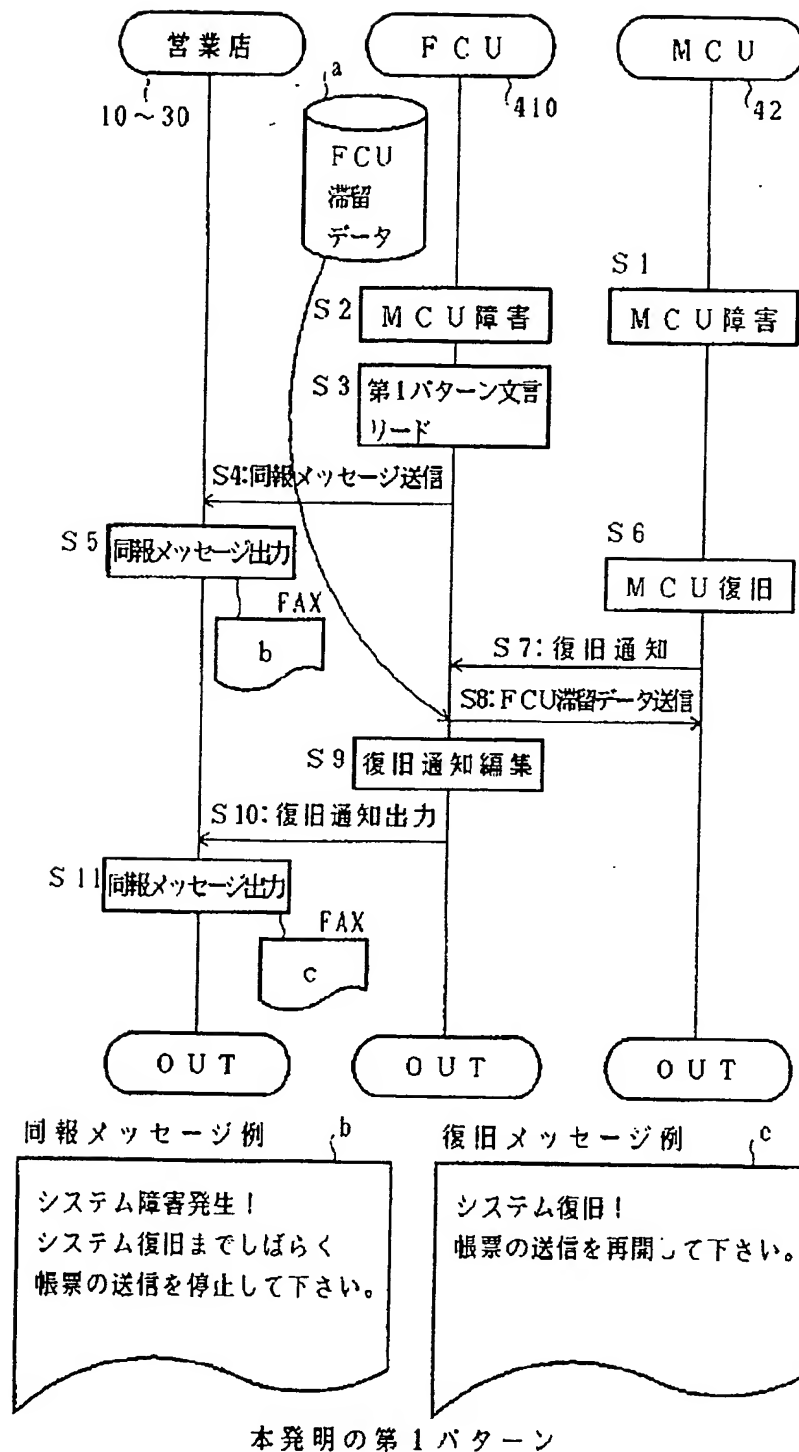 営業店
FCU
MCU
10～30
a
410
42
FCU
滞留
データ
S1
MCU障害
S2
MCU障害
S3
第1パターン文言
リード
S4:同報メッセージ送信
S5
同報メッセージ出力
FAX
b
S6
MCU復旧
S7:復旧通知
S8:FCU滞留データ送信
S9
復旧通知編集
S10:復旧通知出力
S11
同報メッセージ出力
FAX
c
OUT
OUT
OUT
同報メッセージ例
b
システム障害発生！
システム復旧までしばらく
帳票の送信を停止して下さい。
復旧メッセージ例
c
システム復旧！
帳票の送信を再開して下さい。
本発明の第1パターン